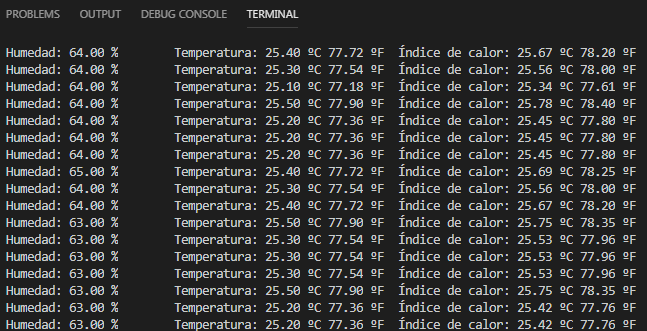 PROBLEMS OUTPUT DEBUG CONSOLE TERMINAL
Humedad: 64.00 % Temperatura: 25.40 ºC 77.72 ºF Índice de calor: 25.67 ºC 78.20 ºF
Humedad: 64.00 % Temperatura: 25.30 ºC 77.54 ºF Índice de calor: 25.56 ºC 78.00 ºF
Humedad: 64.00 % Temperatura: 25.10 ºC 77.18 ºF Índice de calor: 25.34 ºC 77.61 ºF
Humedad: 64.00 % Temperatura: 25.50 ºC 77.90 ºF Índice de calor: 25.78 ºC 78.40 ºF
Humedad: 64.00 % Temperatura: 25.20 ºC 77.36 ºF Índice de calor: 25.45 ºC 77.80 ºF
Humedad: 64.00 % Temperatura: 25.20 ºC 77.36 ºF Índice de calor: 25.45 ºC 77.80 ºF
Humedad: 64.00 % Temperatura: 25.20 ºC 77.36 ºF Índice de calor: 25.45 ºC 77.80 ºF
Humedad: 65.00 % Temperatura: 25.40 ºC 77.72 ºF Índice de calor: 25.69 ºC 78.25 ºF
Humedad: 64.00 % Temperatura: 25.30 ºC 77.54 ºF Índice de calor: 25.56 ºC 78.00 ºF
Humedad: 64.00 % Temperatura: 25.40 ºC 77.72 ºF Índice de calor: 25.67 ºC 78.20 ºF
Humedad: 63.00 % Temperatura: 25.50 ºC 77.90 ºF Índice de calor: 25.75 ºC 78.35 ºF
Humedad: 63.00 % Temperatura: 25.30 ºC 77.54 ºF Índice de calor: 25.53 ºC 77.96 ºF
Humedad: 63.00 % Temperatura: 25.30 ºC 77.54 ºF Índice de calor: 25.53 ºC 77.96 ºF
Humedad: 63.00 % Temperatura: 25.30 ºC 77.54 ºF Índice de calor: 25.53 ºC 77.96 ºF
Humedad: 63.00 % Temperatura: 25.50 ºC 77.90 ºF Índice de calor: 25.75 ºC 78.35 ºF
Humedad: 63.00 % Temperatura: 25.20 ºC 77.36 ºF Índice de calor: 25.42 ºC 77.76 ºF
Humedad: 63.00 % Temperatura: 25.20 ºC 77.36 ºF Índice de calor: 25.42 ºC 77.76 ºF